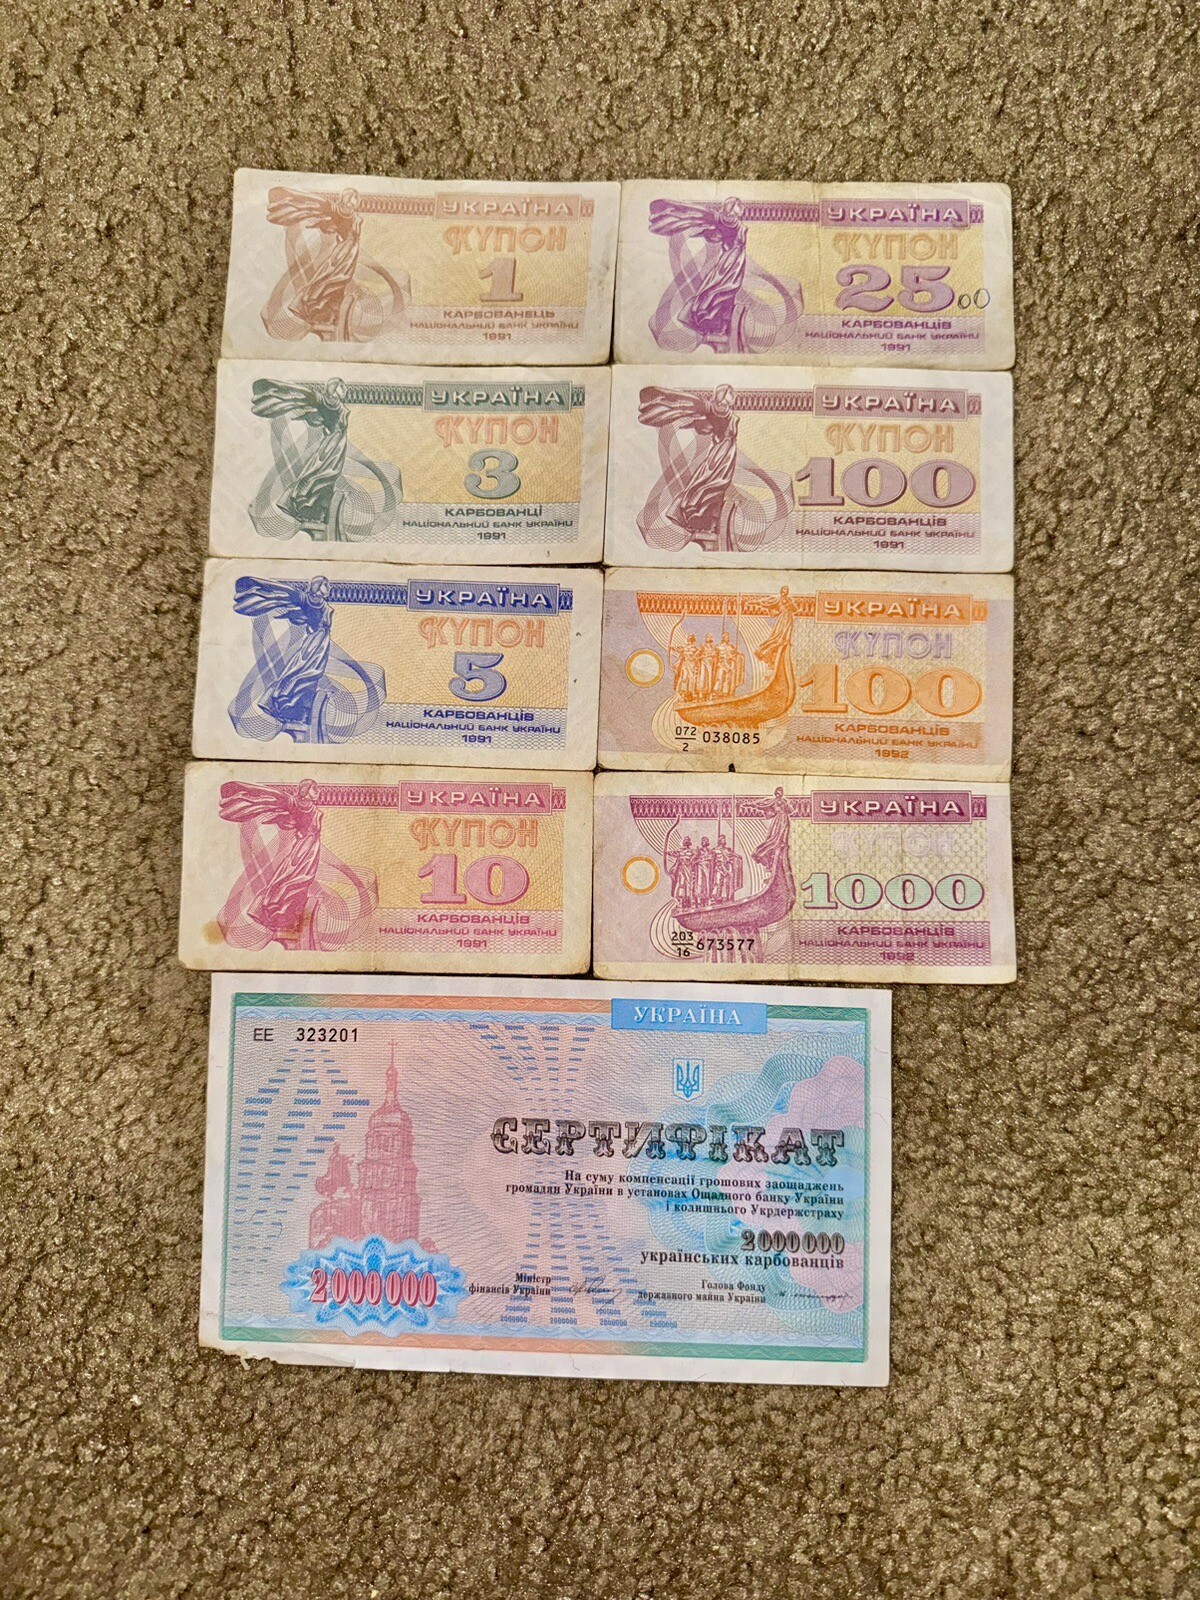 УКРАЇНА
КУПОН
1
КАРБОВАНЕЦЬ
НАЦІОНАЛЬНИЙ БАНК УКРАЇНИ
1991
УКРАЇНА
КУПОН
25.00
КАРБОВАНЦІВ
НАЦІОНАЛЬНИЙ БАНК УКРАЇНИ
1991
УКРАЇНА
КУПОН
3
КАРБОВАНЦІ
НАЦІОНАЛЬНИЙ БАНК УКРАЇНИ
1991
УКРАЇНА
КУПОН
100
КАРБОВАНЦІВ
НАЦІОНАЛЬНИЙ БАНК УКРАЇНИ
1991
УКРАЇНА
КУПОН
5
КАРБОВАНЦІВ
НАЦІОНАЛЬНИЙ БАНК УКРАЇНИ
1991
УКРАЇНА
КУПОН
100
КАРБОВАНЦІВ
НАЦІОНАЛЬНИЙ БАНК УКРАЇНИ
1992
072/2 038085
УКРАЇНА
КУПОН
10
КАРБОВАНЦІВ
НАЦІОНАЛЬНИЙ БАНК УКРАЇНИ
1991
УКРАЇНА
КУПОН
1000
КАРБОВАНЦІВ
НАЦІОНАЛЬНИЙ БАНК УКРАЇНИ
1992
203/16 673577
УКРАЇНА
ЕЕ 323201
СЕРТИФІКАТ
На суму компенсації грошових заощаджень
громадян України в установах Ощадного банку України
і колишнього Укрдержстраху
2000000
українських карбованців
2000000
Міністр
фінансів України
Голова Фонду
державного майна України